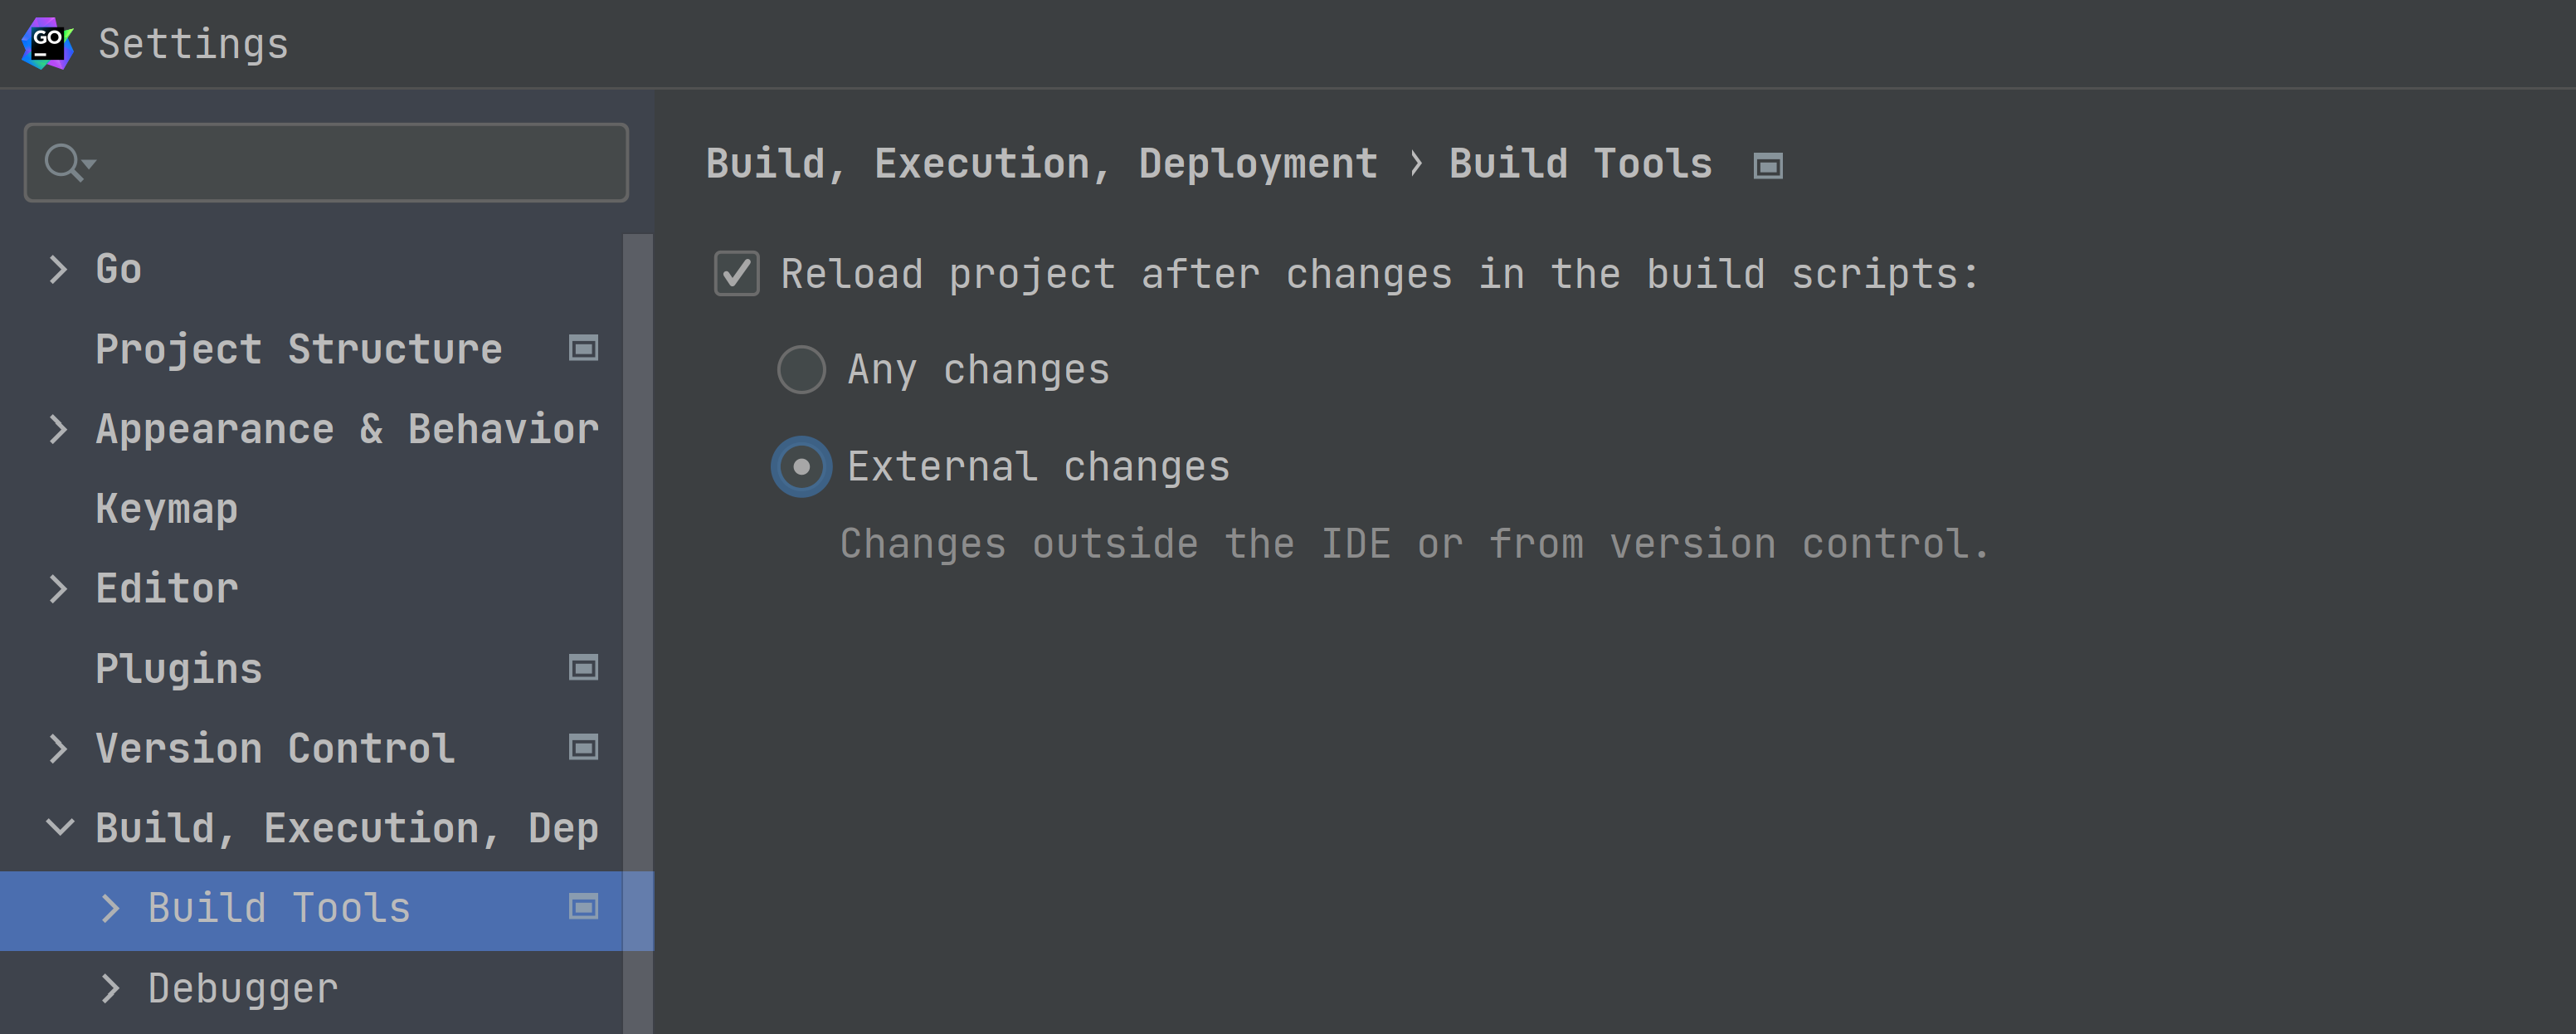 GO
Settings
Go
Project Structure
Appearance & Behavior
Keymap
Editor
Plugins
Version Control
Build, Execution, Dep
Build Tools
Debugger
Build, Execution, Deployment › Build Tools
Reload project after changes in the build scripts:
Any changes
External changes
Changes outside the IDE or from version control.